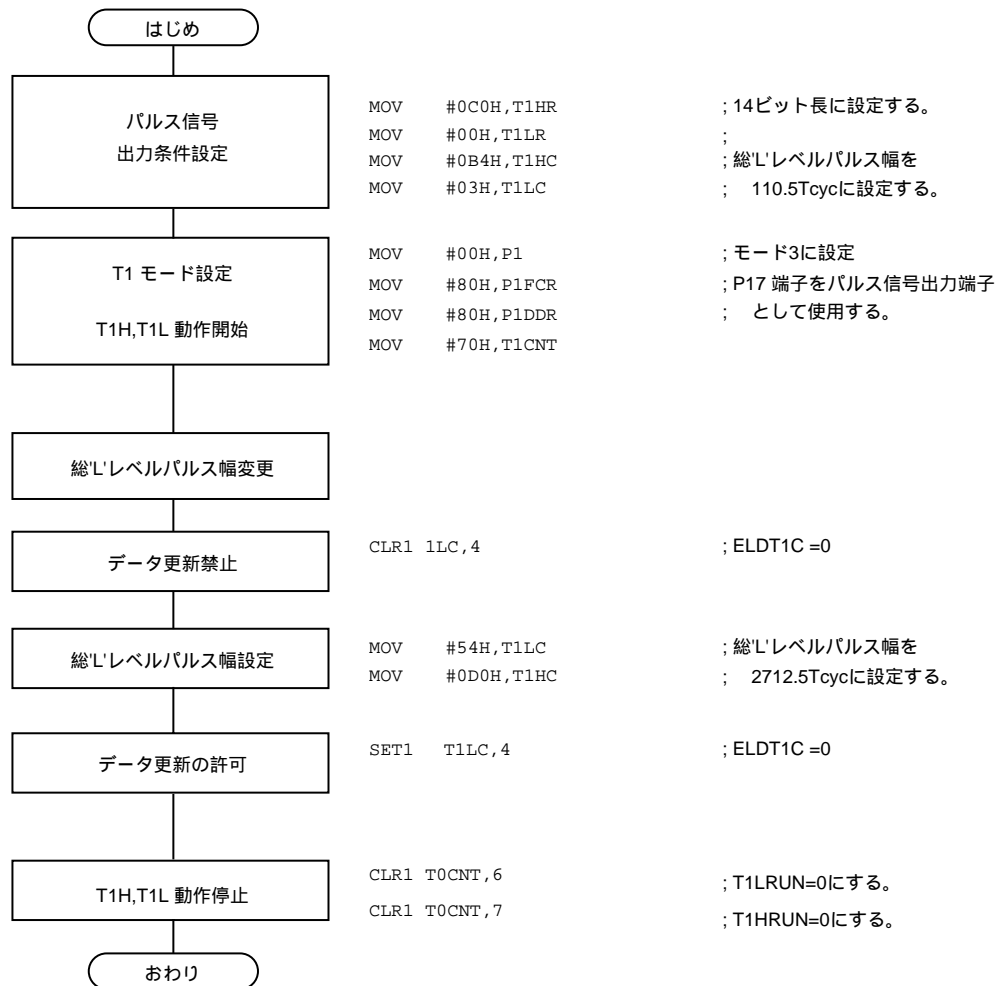 はじめ
パルス信号
出力条件設定
MOV #0C0H,T1HR ; 14ビット長に設定する。
MOV #00H,T1LR ;
MOV #0B4H,T1HC ; 総'L'レベルパルス幅を
MOV #03H,T1LC ; 110.5Tcycに設定する。
T1 モード設定
T1H,T1L 動作開始
MOV #00H,P1 ; モード3に設定
MOV #80H,P1FCR ; P17 端子をパルス信号出力端子
MOV #80H,P1DDR ; として使用する。
MOV #70H,T1CNT
総'L'レベルパルス幅変更
データ更新禁止
CLR1 1LC,4 ; ELDT1C =0
総'L'レベルパルス幅設定
MOV #54H,T1LC ; 総'L'レベルパルス幅を
MOV #0D0H,T1HC ; 2712.5Tcycに設定する。
データ更新の許可
SET1 T1LC,4 ; ELDT1C =0
T1H,T1L 動作停止
CLR1 T0CNT,6 ; T1LRUN=0にする。
CLR1 T0CNT,7 ; T1HRUN=0にする。
おわり